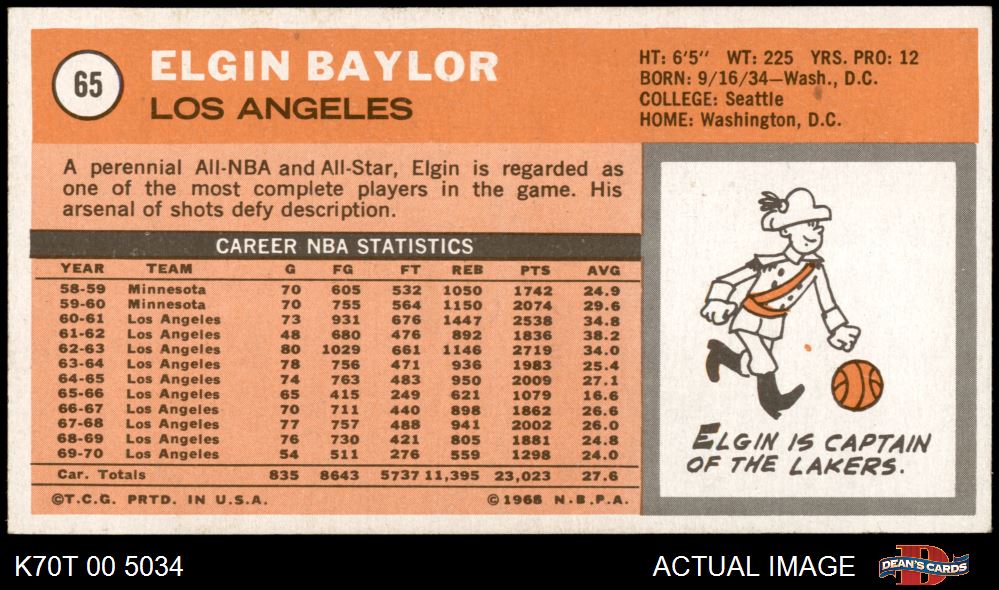 65
ELGIN BAYLOR
LOS ANGELES
HT: 6'5" WT: 225 YRS. PRO: 12
BORN: 9/16/34—Wash., D.C.
COLLEGE: Seattle
HOME: Washington, D.C.
A perennial All-NBA and All-Star, Elgin is regarded as
one of the most complete players in the game. His
arsenal of shots defy description.
CAREER NBA STATISTICS
YEAR TEAM G FG FT REB PTS AVG
58-59 Minnesota 70 605 532 1050 1742 24.9
59-60 Minnesota 70 755 564 1150 2074 29.6
60-61 Los Angeles 73 931 676 1447 2538 34.8
61-62 Los Angeles 48 680 476 892 1836 38.2
62-63 Los Angeles 80 1029 661 1146 2719 34.0
63-64 Los Angeles 78 756 471 936 1983 25.4
64-65 Los Angeles 74 763 483 950 2009 27.1
65-66 Los Angeles 65 415 249 621 1079 16.6
66-67 Los Angeles 70 711 440 898 1862 26.6
67-68 Los Angeles 77 757 488 941 2002 26.0
68-69 Los Angeles 76 730 421 805 1881 24.8
69-70 Los Angeles 54 511 276 559 1298 24.0
Car. Totals 835 8643 5737 11,395 23,023 27.6
©T.C.G. PRTD. IN U.S.A. ©1968 N.B.P.A.
ELGIN IS CAPTAIN
OF THE LAKERS.
K70T 00 5034
ACTUAL IMAGE
D
DEAN'S CARDS